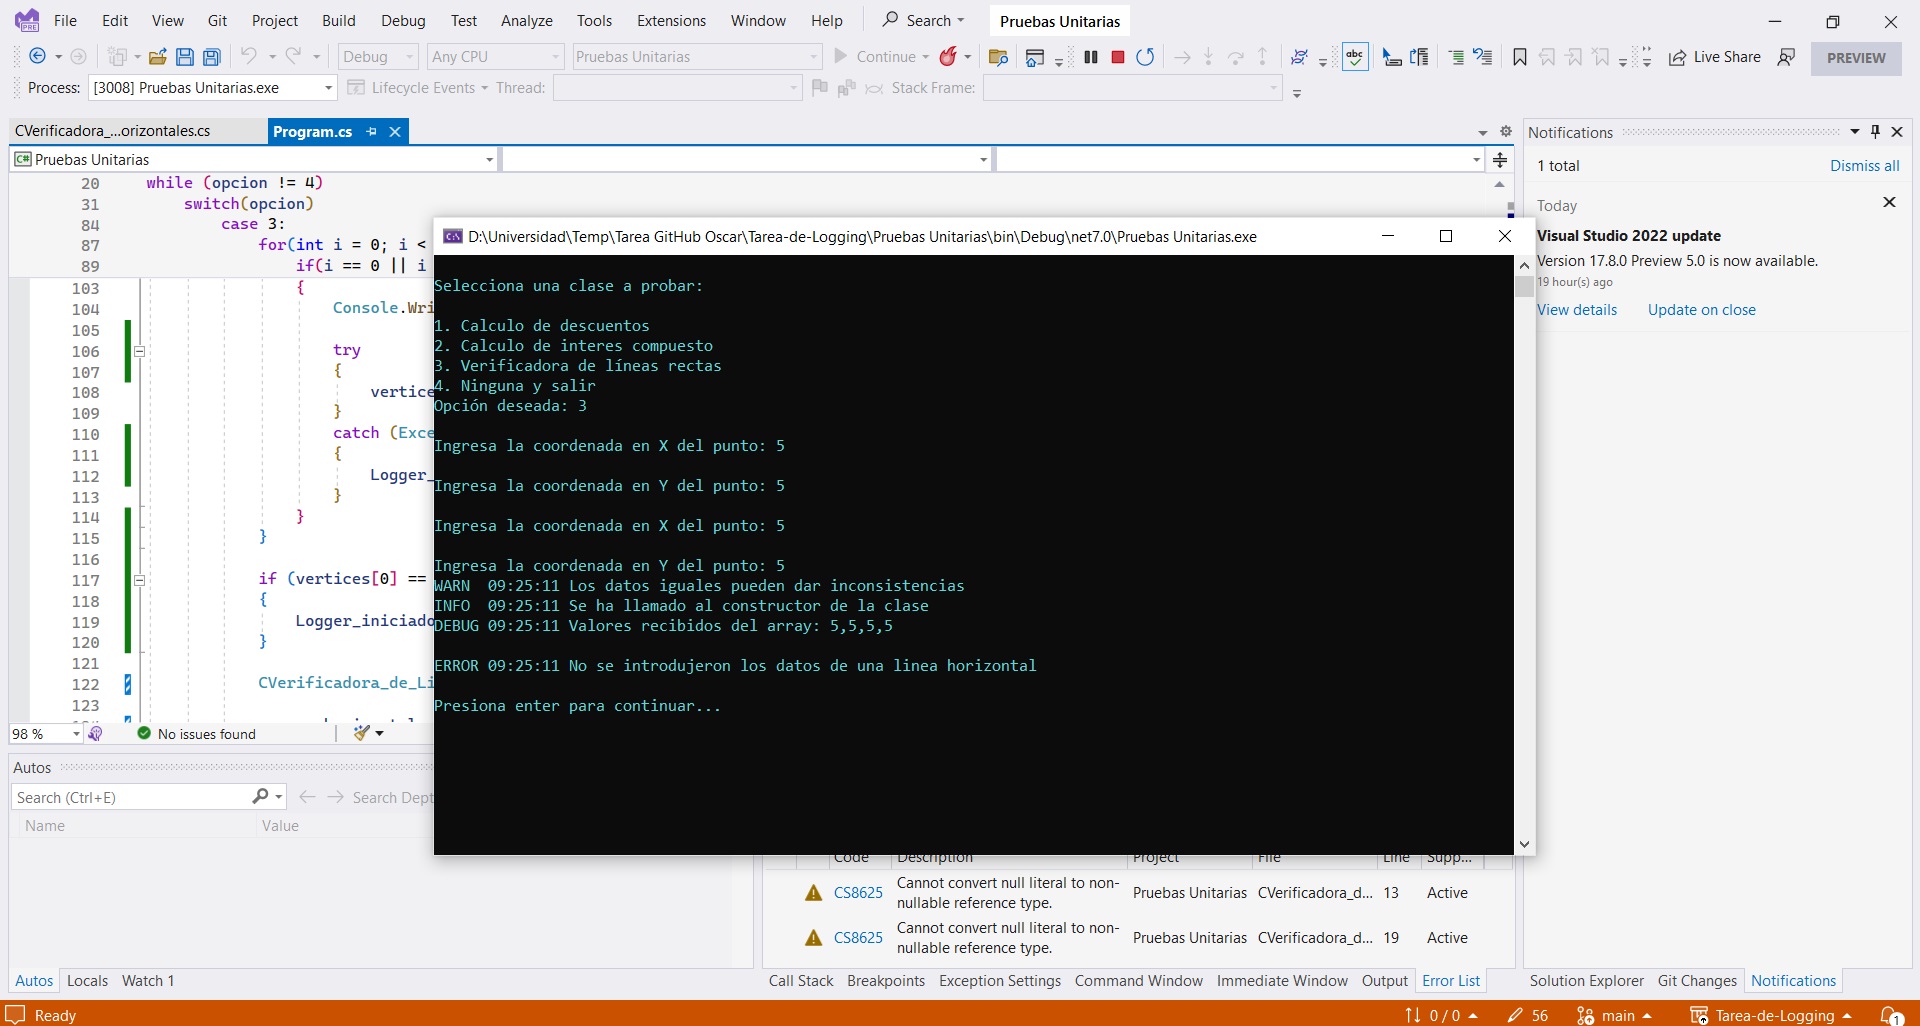 File Edit View Git Project Build Debug Test Analyze Tools Extensions Window Help Search Pruebas Unitarias
Debug Any CPU Pruebas Unitarias Continue Live Share PREVIEW
Process: [3008] Pruebas Unitarias.exe Lifecycle Events Thread: Stack Frame:
CVerificadora_...orizontales.cs Program.cs
Pruebas Unitarias
20 while (opcion != 4)
31 switch(opcion)
84 case 3:
87 for(int i = 0; i <
89 if(i == 0 || i
103 {
104 Console.Wri
105
106 try
107 {
108 vertice
109 }
110 catch (Exce
111 {
112 Logger_
113 }
114 }
115 }
116
117 if (vertices[0] ==
118 {
119 Logger_iniciado
120 }
121
122 CVerificadora_de_Li
123
98 % No issues found
D:\Universidad\Temp\Tarea GitHub Oscar\Tarea-de-Logging\Pruebas Unitarias\bin\Debug\net7.0\Pruebas Unitarias.exe
Selecciona una clase a probar:
1. Calculo de descuentos
2. Calculo de interes compuesto
3. Verificadora de líneas rectas
4. Ninguna y salir
Opción deseada: 3
Ingresa la coordenada en X del punto: 5
Ingresa la coordenada en Y del punto: 5
Ingresa la coordenada en X del punto: 5
Ingresa la coordenada en Y del punto: 5
WARN  09:25:11 Los datos iguales pueden dar inconsistencias
INFO  09:25:11 Se ha llamado al constructor de la clase
DEBUG 09:25:11 Valores recibidos del array: 5,5,5,5
ERROR 09:25:11 No se introdujeron los datos de una linea horizontal
Presiona enter para continuar...
Notifications
1 total Dismiss all
Today
Visual Studio 2022 update
Version 17.8.0 Preview 5.0 is now available.
19 hour(s) ago
View details Update on close
Autos
Search (Ctrl+E) Search Dept
Name Value
Code Description Project File Line Supp...
CS8625 Cannot convert null literal to non-nullable reference type. Pruebas Unitarias CVerificadora_d... 13 Active
CS8625 Cannot convert null literal to non-nullable reference type. Pruebas Unitarias CVerificadora_d... 19 Active
Autos Locals Watch 1
Call Stack Breakpoints Exception Settings Command Window Immediate Window Output Error List
Solution Explorer Git Changes Notifications
Ready 0 / 0 56 main Tarea-de-Logging 1